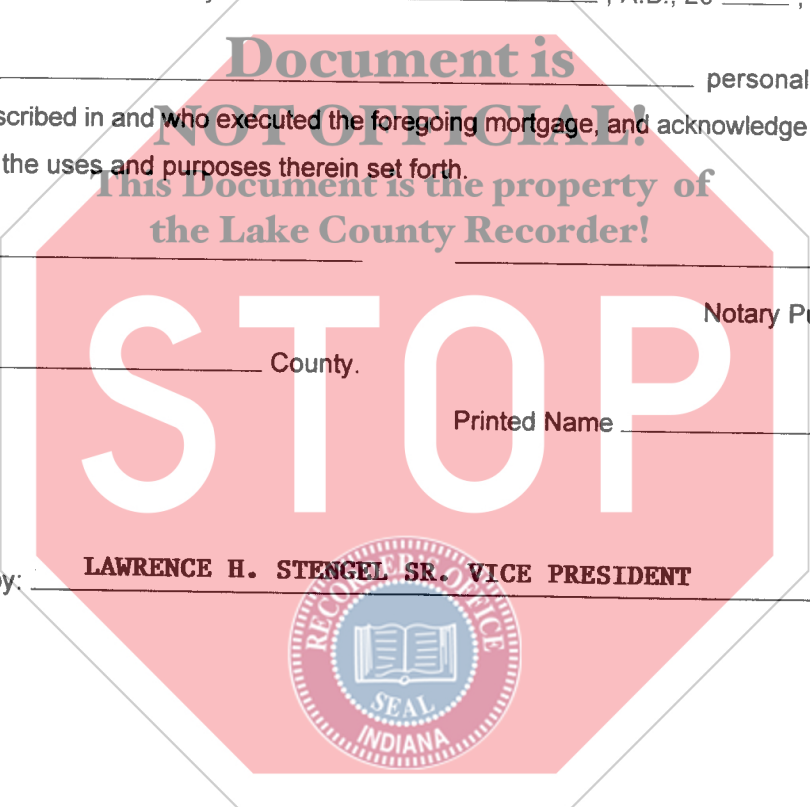 , A.D., 20 ,
Document is
personal
scribed in and who executed the foregoing mortgage, and acknowledge
NOT OFFICIAL!
the uses and purposes therein set forth.
This Document is the property of
the Lake County Recorder!
Notary Pu
County.
STOP
Printed Name
LAWRENCE H. STENGEL SR. VICE PRESIDENT
by:
RECORDER'S OFFICE
SEAL
INDIANA